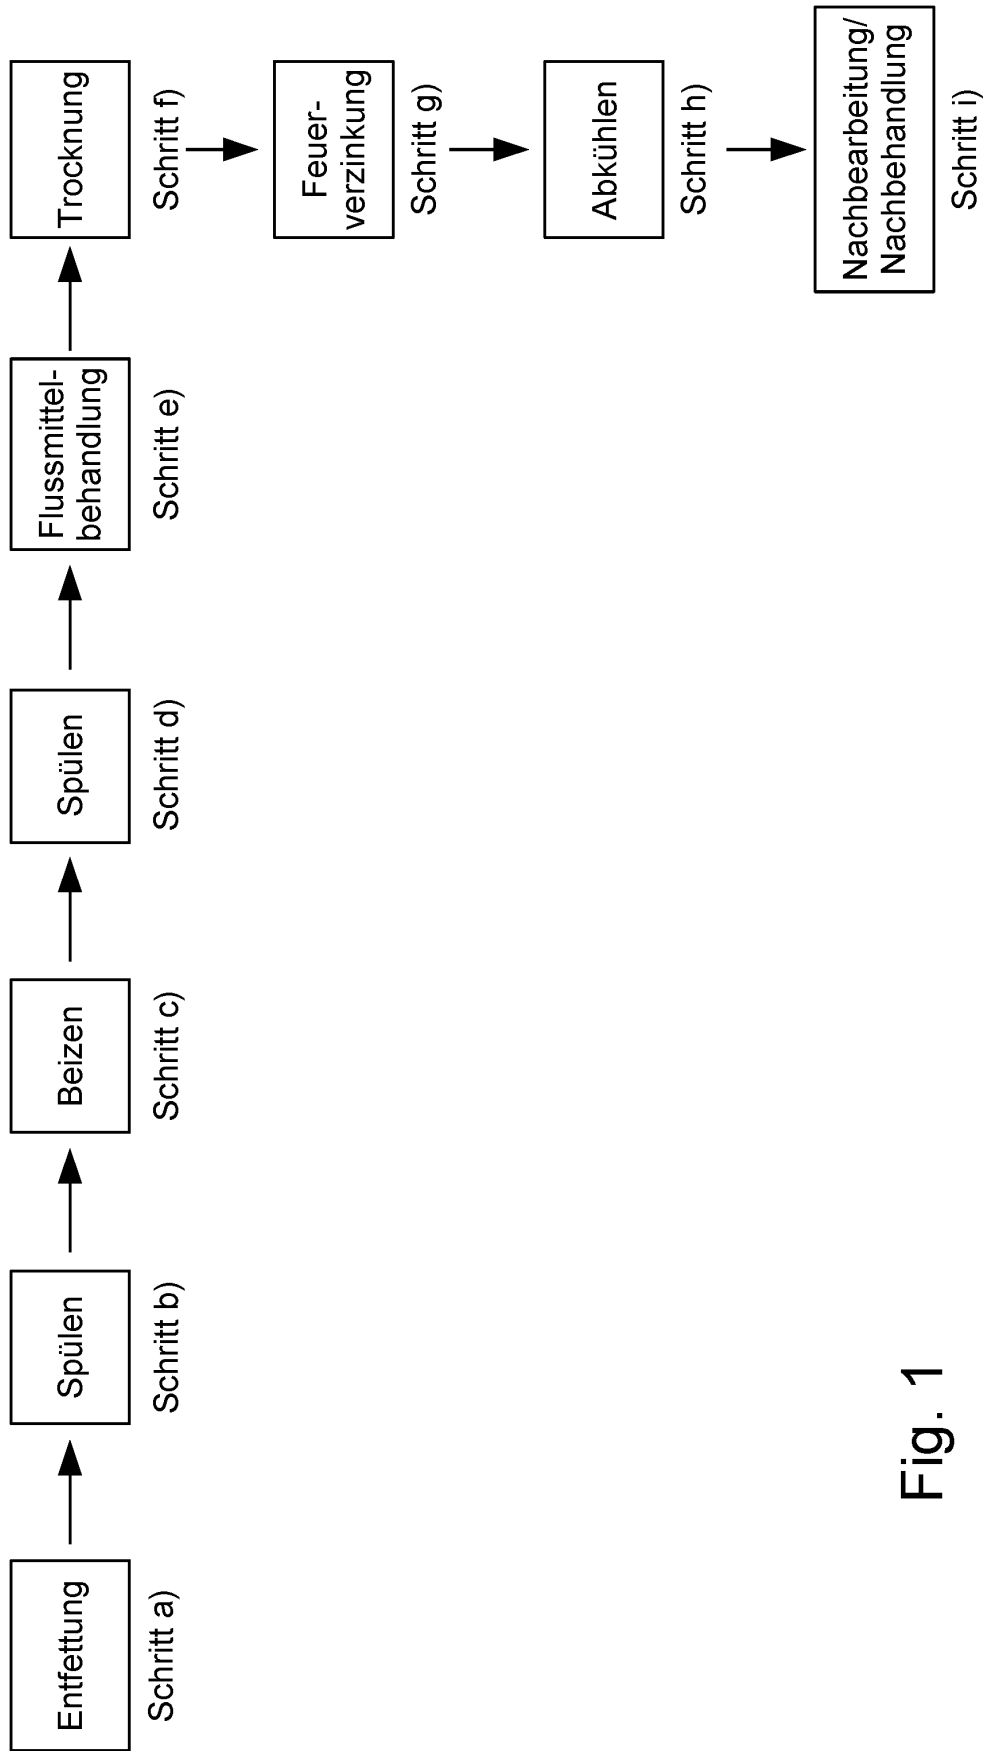 Entfettung
Schritt a)
Spülen
Schritt b)
Beizen
Schritt c)
Spülen
Schritt d)
Flussmittel-
behandlung
Schritt e)
Trocknung
Schritt f)
Feuer-
verzinkung
Schritt g)
Abkühlen
Schritt h)
Nachbearbeitung/
Nachbehandlung
Schritt i)
Fig. 1